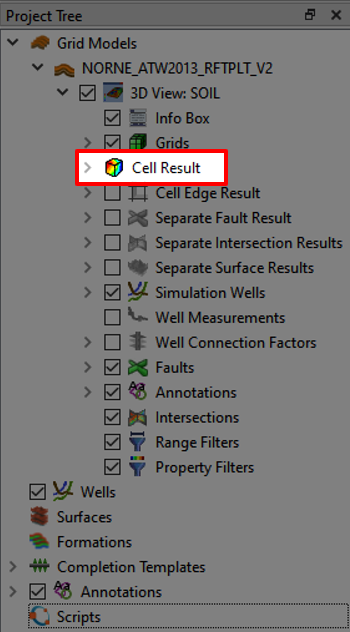 Project Tree
Grid Models
NORNE_ATW2013_RFTPLT_V2
3D View: SOIL
Info Box
Grids
Cell Result
Cell Edge Result
Separate Fault Result
Separate Intersection Results
Separate Surface Results
Simulation Wells
Well Measurements
Well Connection Factors
Faults
Annotations
Intersections
Range Filters
Property Filters
Wells
Surfaces
Formations
Completion Templates
Annotations
Scripts